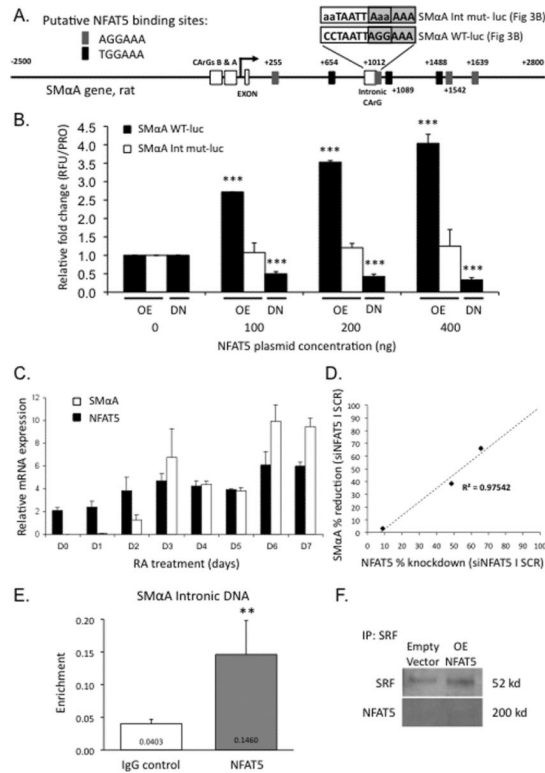 A.
Putative NFAT5 binding sites:
AGGAAA
TGGAAA
aaTAATTAaaAAA SMαA Int mut- luc (Fig 3B)
CCTAATTAGGAAA SMαA WT-luc (Fig 3B)
-2500 CArGs B & A +255 +654 +1012 +1488 +1639 +2800
SMαA gene, rat
EXON
Intronic CArG
+1089
+1542
B.
Relative fold change (RFU/PRO)
4.5
4.0
3.5
3.0
2.5
2.0
1.5
1.0
0.5
0.0
SMαA WT-luc
SMαA Int mut-luc
*** *** ***
*** *** ***
OE DN OE DN OE DN OE DN
0 100 200 400
NFAT5 plasmid concentration (ng)
C.
Relative mRNA expression
12
10
8
6
4
2
0
SMαA
NFAT5
D0 D1 D2 D3 D4 D5 D6 D7
RA treatment (days)
D.
SMαA % reduction (siNFAT5 I SCR)
100
90
80
70
60
50
40
30
20
10
0
R² = 0.97542
0 10 20 30 40 50 60 70 80 90 100
NFAT5 % knockdown (siNFAT5 I SCR)
E.
SMαA Intronic DNA
Enrichment
0.20
0.15
0.10
0.05
0.00
**
0.0403 0.1460
IgG control NFAT5
F.
IP: SRF
Empty Vector
OE NFAT5
SRF 52 kd
NFAT5 200 kd